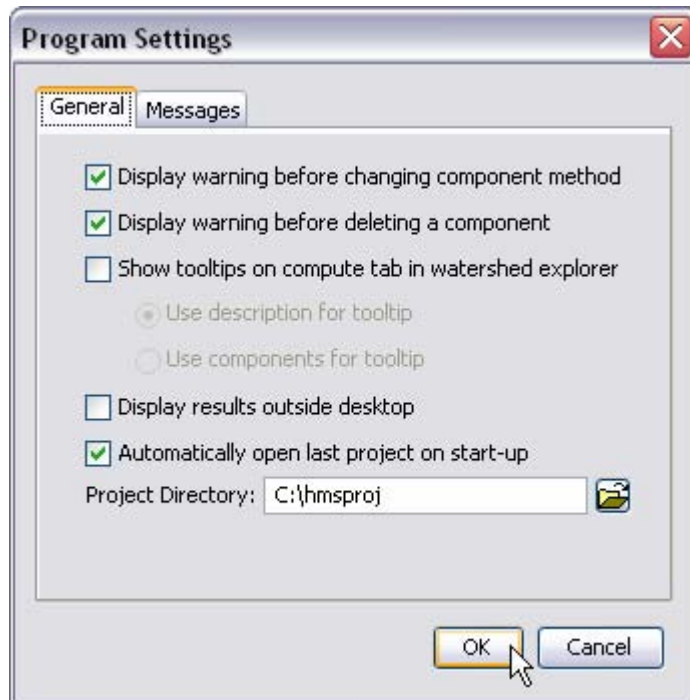 Program Settings
General
Messages
Display warning before changing component method
Display warning before deleting a component
Show tooltips on compute tab in watershed explorer
Use description for tooltip
Use components for tooltip
Display results outside desktop
Automatically open last project on start-up
Project Directory: C:\hmsproj
OK
Cancel